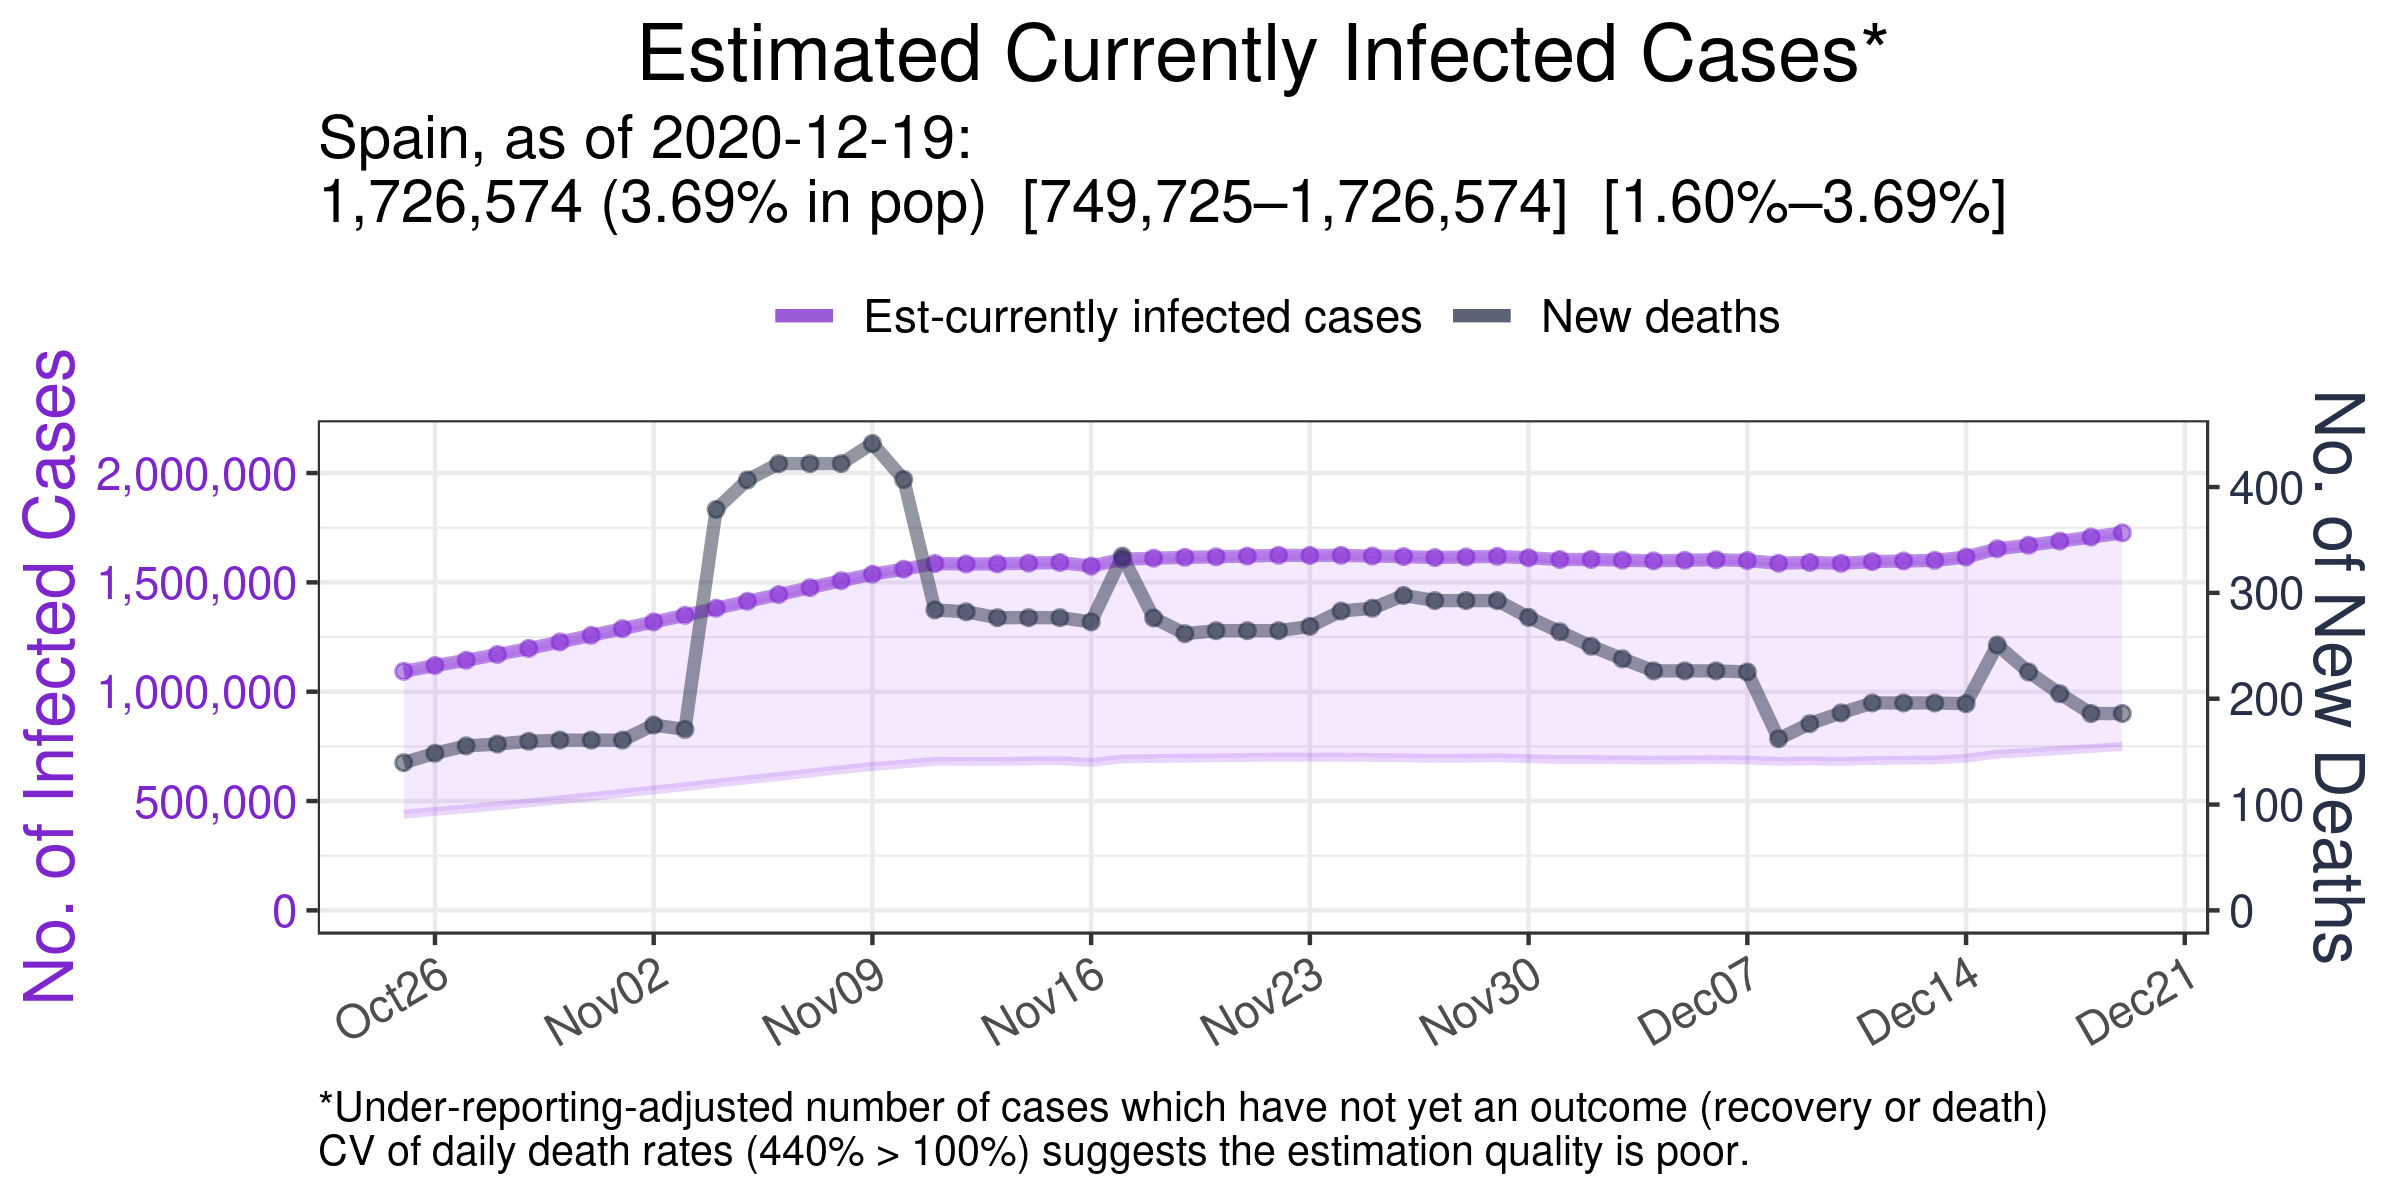 Estimated Currently Infected Cases*
Spain, as of 2020-12-19:
1,726,574 (3.69% in pop)  [749,725–1,726,574]  [1.60%–3.69%]
Est-currently infected cases
New deaths
No. of Infected Cases
2,000,000
1,500,000
1,000,000
500,000
0
400
300
200
100
0
No. of New Deaths
Oct26
Nov02
Nov09
Nov16
Nov23
Nov30
Dec07
Dec14
Dec21
*Under-reporting-adjusted number of cases which have not yet an outcome (recovery or death)
CV of daily death rates (440% > 100%) suggests the estimation quality is poor.